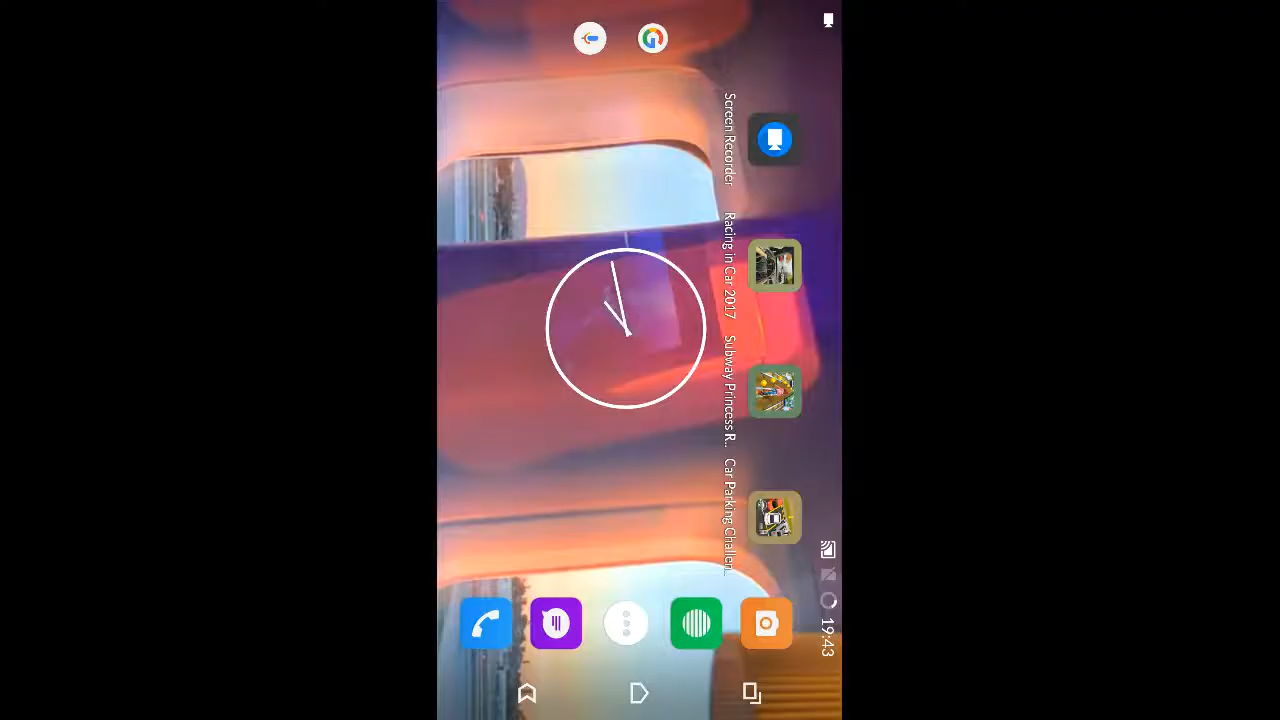 19:43
Screen Recorder
Racing in Car 2017
Subway Princess R..
Car Parking Challen..